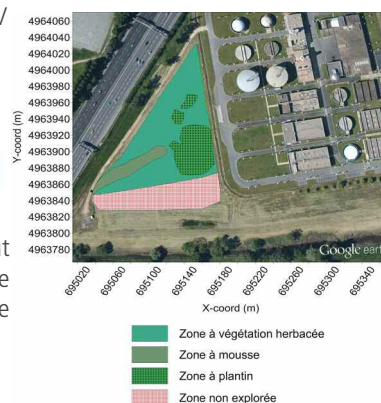 /
t
e
e
Y-coord (m)
4964060
4964040
4964020
4964000
4963980
4963960
4963940
4963920
4963900
4963880
4963860
4963840
4963820
4963800
4963780
Google eart
695020
695060
695100
695140
695180
695220
695260
695300
695340
X-coord (m)
Zone à végétation herbacée
Zone à mousse
Zone à plantin
Zone non explorée